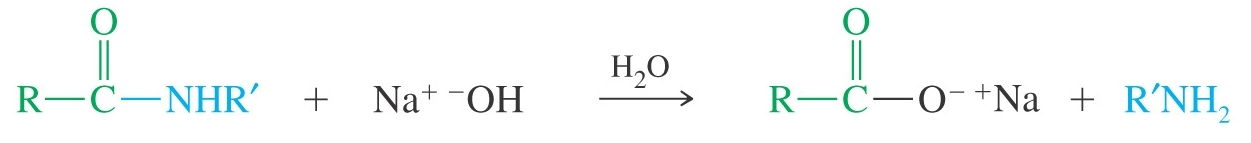 O O
H₂O
R—C—NHR′ + Na⁺ ⁻OH ⟶ R—C—O⁻ ⁺Na + R′NH₂